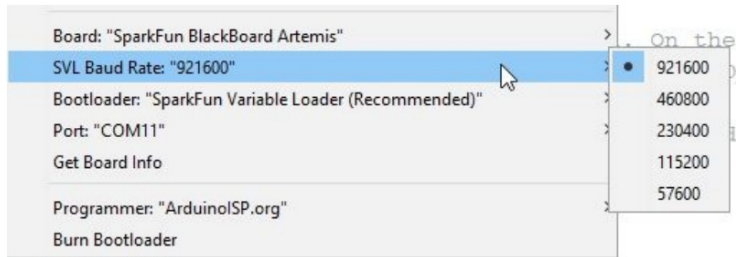 Board: "SparkFun BlackBoard Artemis"
. On the
SVL Baud Rate: "921600"
921600
Bootloader: "SparkFun Variable Loader (Recommended)"
460800
Port: "COM11"
230400
Get Board Info
115200
57600
Programmer: "ArduinoISP.org"
Burn Bootloader